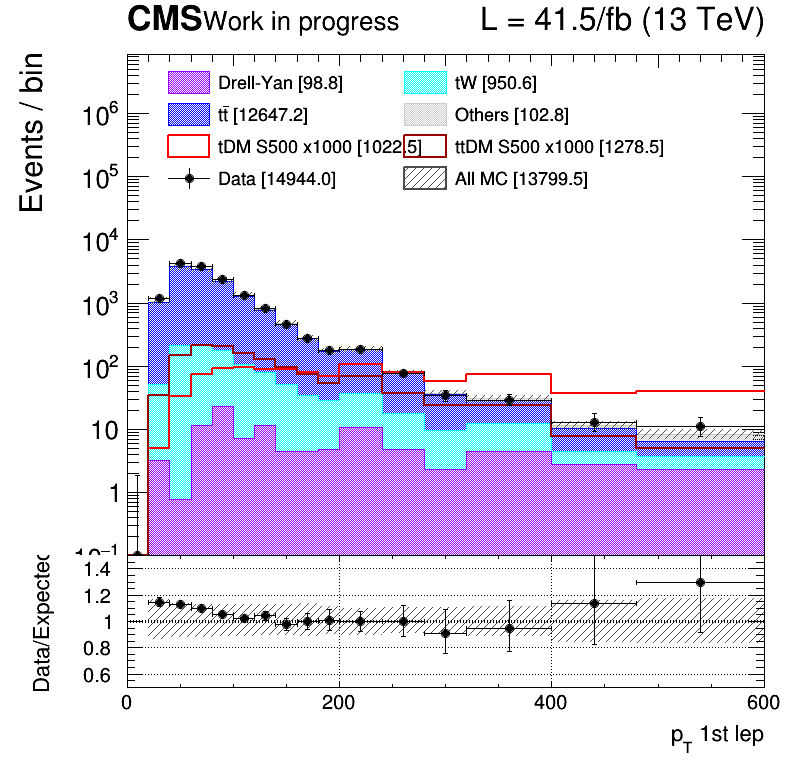 CMS Work in progress L = 41.5/fb (13 TeV)
Events / bin
Drell-Yan [98.8] tW [950.6]
tt̄ [12647.2] Others [102.8]
tDM S500 x1000 [1022.5] ttDM S500 x1000 [1278.5]
Data [14944.0] All MC [13799.5]
10⁶
10⁵
10⁴
10³
10²
10
1
10⁻¹
Data/Expected
1.4
1.2
1
0.8
0.6
0 200 400 600
p_T 1st lep